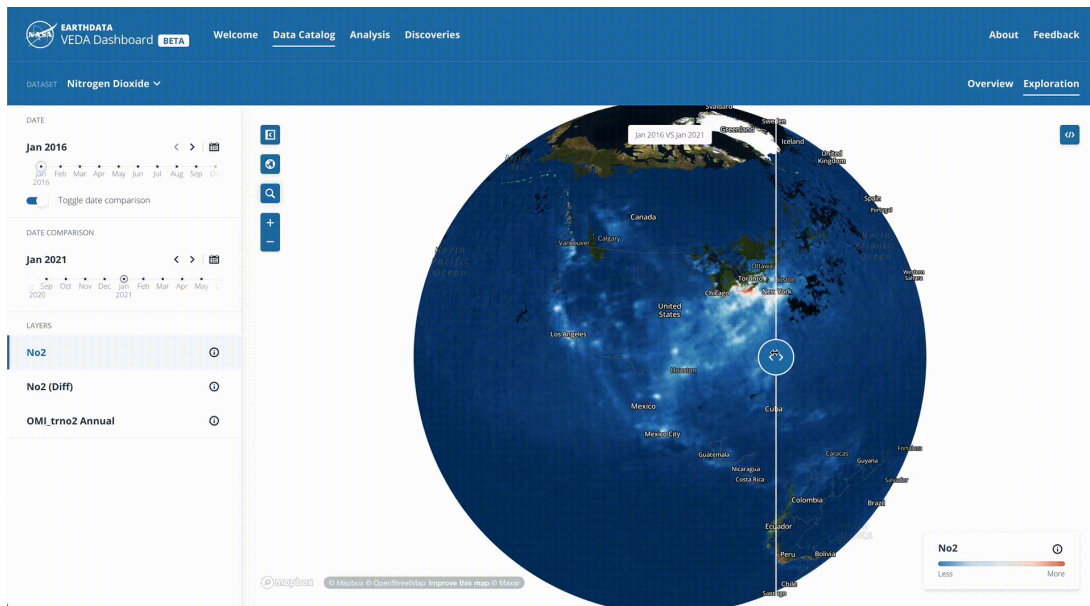 NASA
EARTHDATA
VEDA Dashboard BETA
Welcome Data Catalog Analysis Discoveries
About Feedback
DATASET Nitrogen Dioxide
Overview Exploration
DATE
Jan 2016
Jan Feb Mar Apr May Jun Jul Aug Sep
2016
Toggle date comparison
DATE COMPARISON
Jan 2021
Sep Oct Nov Dec Jan Feb Mar Apr May
2020 2021
LAYERS
No2
No2 (Diff)
OMI_trno2 Annual
Jan 2016 VS Jan 2021
Svalbard
Sweden
Greenland
Iceland
United
Kingdom
Spain
Portugal
Canada
Vancouver
Calgary
North
Pacific
Ocean
North
Atlantic
Ocean
Western
Sahara
Ottawa
Toronto
Boston
Chicago
New York
United
States
Los Angeles
Houston
Mexico
Cuba
Mexico City
Guatemala
Caracas
Guyana
Nicaragua
Costa Rica
Salvador
Colombia
Brazil
Ecuador
Peru
Bolivia
Chile
Santiago
mapbox
© Mapbox © OpenStreetMap Improve this map © Maxar
No2
Less More